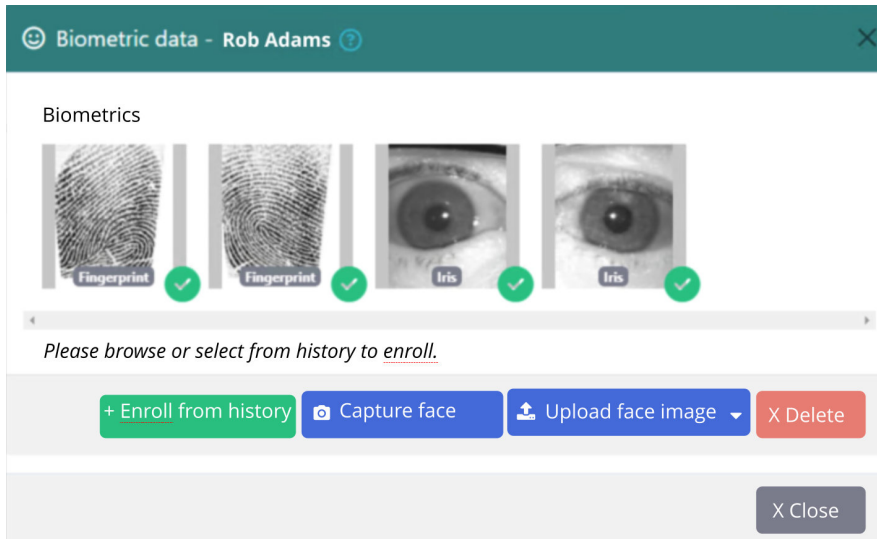 Biometric data - Rob Adams ?
Biometrics
Fingerprint Fingerprint Iris Iris
Please browse or select from history to enroll.
+ Enroll from history Capture face Upload face image X Delete
X Close